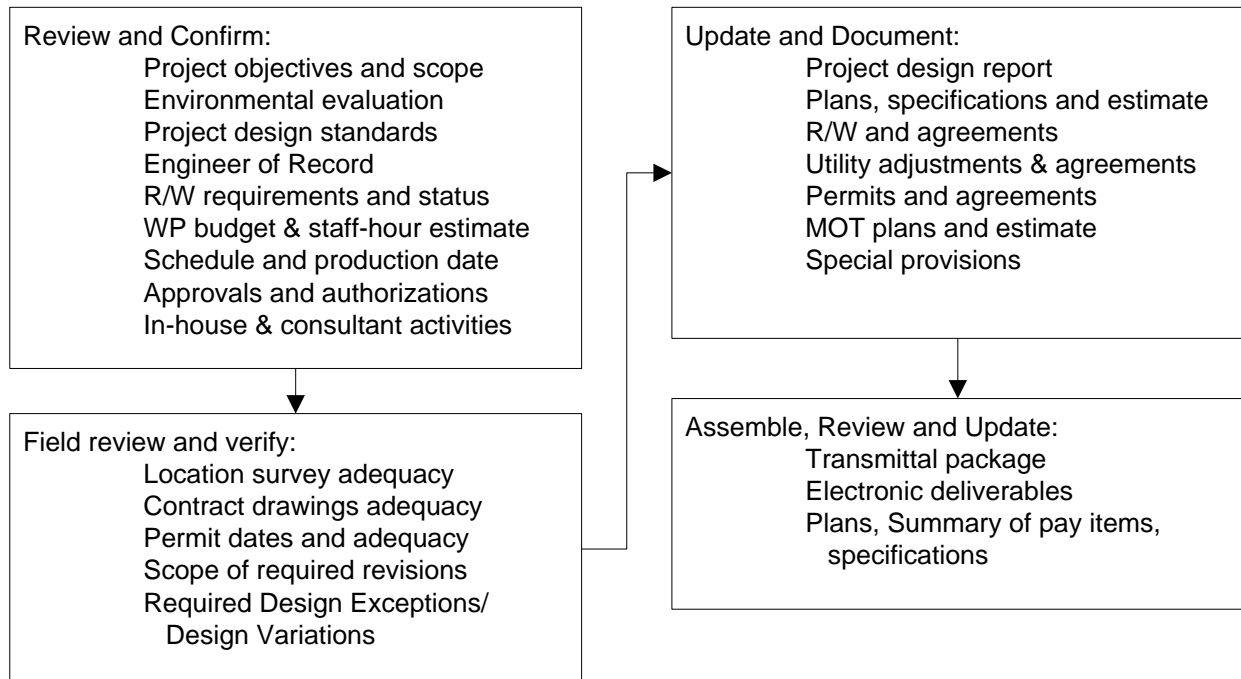 Review and Confirm:
Project objectives and scope
Environmental evaluation
Project design standards
Engineer of Record
R/W requirements and status
WP budget & staff-hour estimate
Schedule and production date
Approvals and authorizations
In-house & consultant activities
Field review and verify:
Location survey adequacy
Contract drawings adequacy
Permit dates and adequacy
Scope of required revisions
Required Design Exceptions/
Design Variations
Update and Document:
Project design report
Plans, specifications and estimate
R/W and agreements
Utility adjustments & agreements
Permits and agreements
MOT plans and estimate
Special provisions
Assemble, Review and Update:
Transmittal package
Electronic deliverables
Plans, Summary of pay items,
specifications